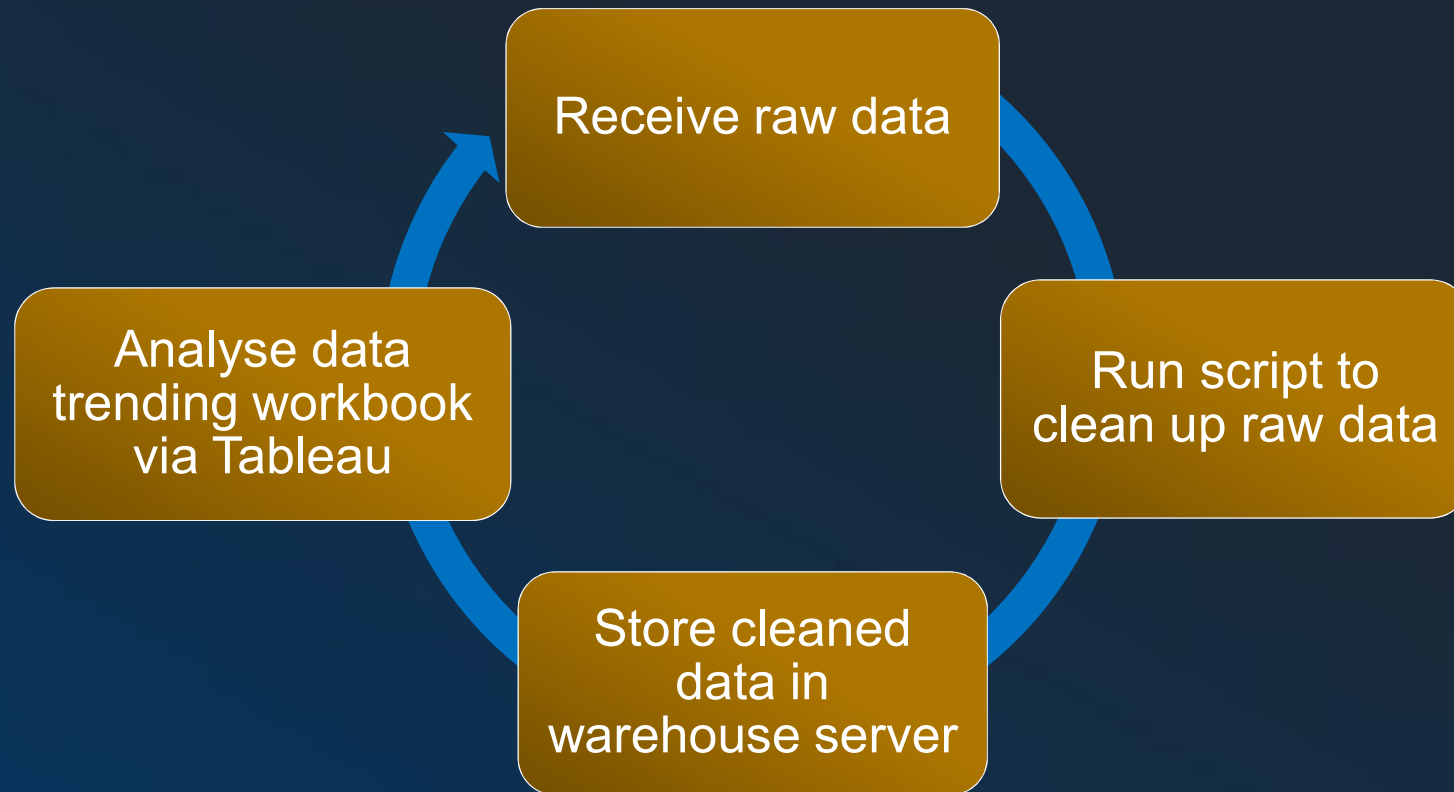 Receive raw data
Run script to
clean up raw data
Store cleaned
data in
warehouse server
Analyse data
trending workbook
via Tableau